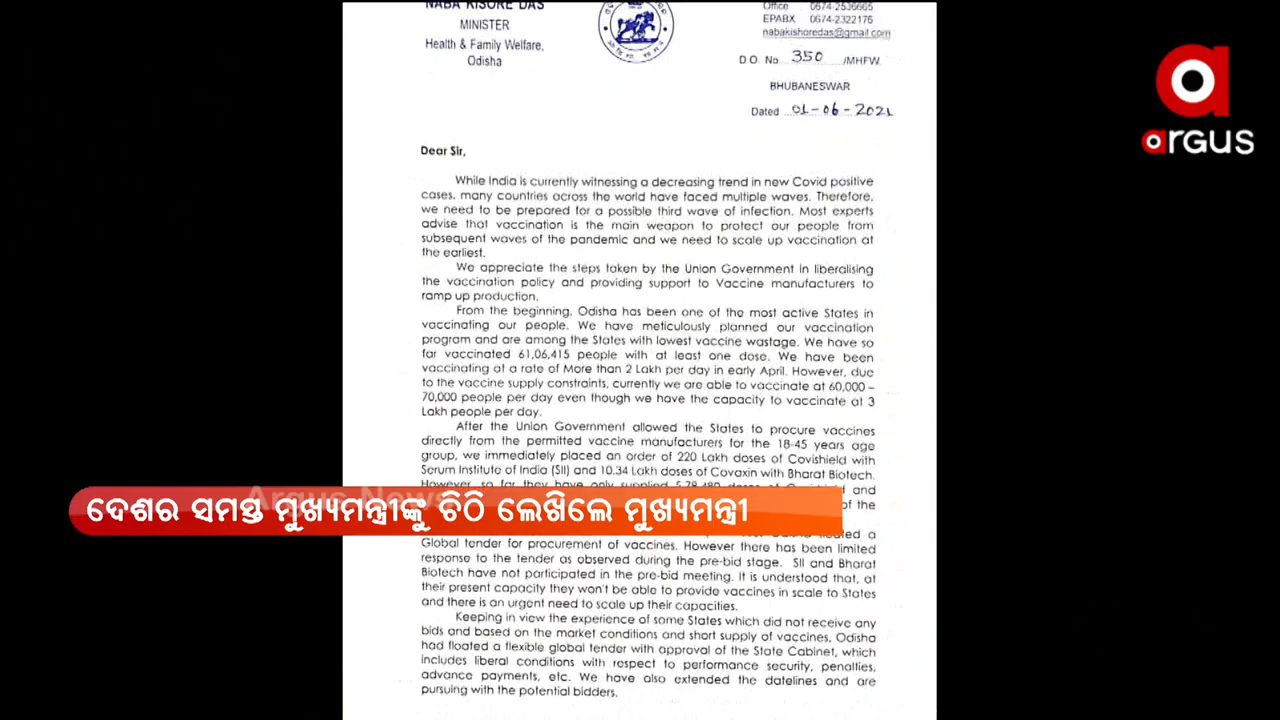 NABA KISORE DAS
MINISTER
Health & Family Welfare,
Odisha
Office 0674-2536665
EPABX 0674-2322176
nabakishoredas@gmail.com
D.O. No. 350 /MHFW
BHUBANESWAR
Dated 01-06-2021
argus
Dear Sir,
While India is currently witnessing a decreasing trend in new Covid positive
cases, many countries across the world have faced multiple waves. Therefore,
we need to be prepared for a possible third wave of infection. Most experts
advise that vaccination is the main weapon to protect our people from
subsequent waves of the pandemic and we need to scale up vaccination at
the earliest.
We appreciate the steps taken by the Union Government in liberalising
the vaccination policy and providing support to Vaccine manufacturers to
ramp up production.
From the beginning, Odisha has been one of the most active States in
vaccinating our people. We have meticulously planned our vaccination
program and are among the States with lowest vaccine wastage. We have so
far vaccinated 61,06,415 people with at least one dose. We have been
vaccinating at a rate of More than 2 Lakh per day in early April. However, due
to the vaccine supply constraints, currently we are able to vaccinate at 60,000 –
70,000 people per day even though we have the capacity to vaccinate at 3
Lakh people per day.
After the Union Government allowed the States to procure vaccines
directly from the permitted vaccine manufacturers for the 18-45 years age
group, we immediately placed an order of 220 Lakh doses of Covishield with
Serum Institute of India (SII) and 10.34 Lakh doses of Covaxin with Bharat Biotech.
However, so far they have only supplied 5,78,480 doses of and
Argus News
ଦେଶର ସମସ୍ତ ମୁଖ୍ୟମନ୍ତ୍ରୀଙ୍କୁ ଚିଠି ଲେଖିଲେ ମୁଖ୍ୟମନ୍ତ୍ରୀ
of the
a
Global tender for procurement of vaccines. However there has been limited
response to the tender as observed during the pre-bid stage. SII and Bharat
Biotech have not participated in the pre-bid meeting. It is understood that, at
their present capacity they won't be able to provide vaccines in scale to States
and there is an urgent need to scale up their capacities.
Keeping in view the experience of some States which did not receive any
bids and based on the market conditions and short supply of vaccines, Odisha
had floated a flexible global tender with approval of the State Cabinet, which
includes liberal conditions with respect to performance security, penalties,
advance payments, etc. We have also extended the datelines and are
pursuing with the potential bidders.